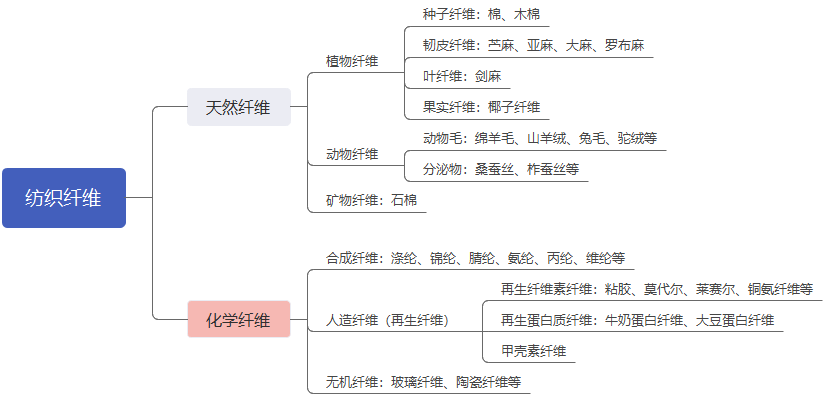 纺织纤维
天然纤维
植物纤维
种子纤维：棉、木棉
韧皮纤维：苎麻、亚麻、大麻、罗布麻
叶纤维：剑麻
果实纤维：椰子纤维
动物纤维
动物毛：绵羊毛、山羊绒、兔毛、驼绒等
分泌物：桑蚕丝、柞蚕丝等
矿物纤维：石棉
化学纤维
合成纤维：涤纶、锦纶、腈纶、氨纶、丙纶、维纶等
人造纤维（再生纤维）
再生纤维素纤维：粘胶、莫代尔、莱赛尔、铜氨纤维等
再生蛋白质纤维：牛奶蛋白纤维、大豆蛋白纤维
甲壳素纤维
无机纤维：玻璃纤维、陶瓷纤维等